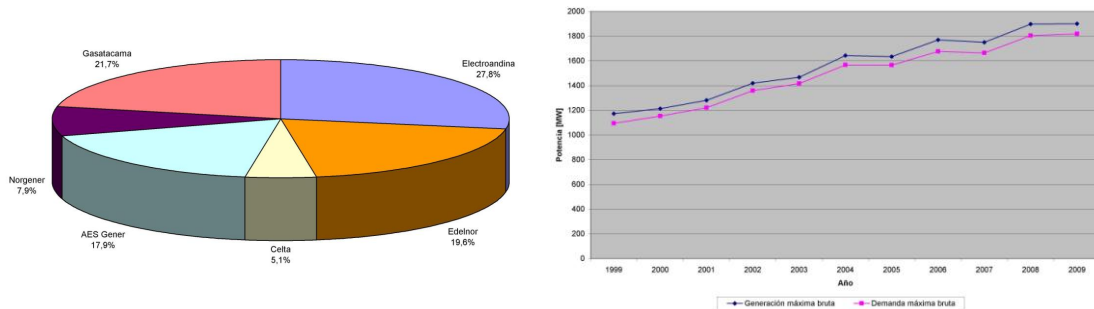 Gasatacama
21,7%
Electroandina
27,8%
Norgener
7,9%
AES Gener
17,9%
Celta
5,1%
Edelnor
19,6%
2000
1800
1600
1400
1200
1000
800
600
400
200
0
Potencia [MW]
1999 2000 2001 2002 2003 2004 2005 2006 2007 2008 2009
Año
Generación máxima bruta Demanda máxima bruta